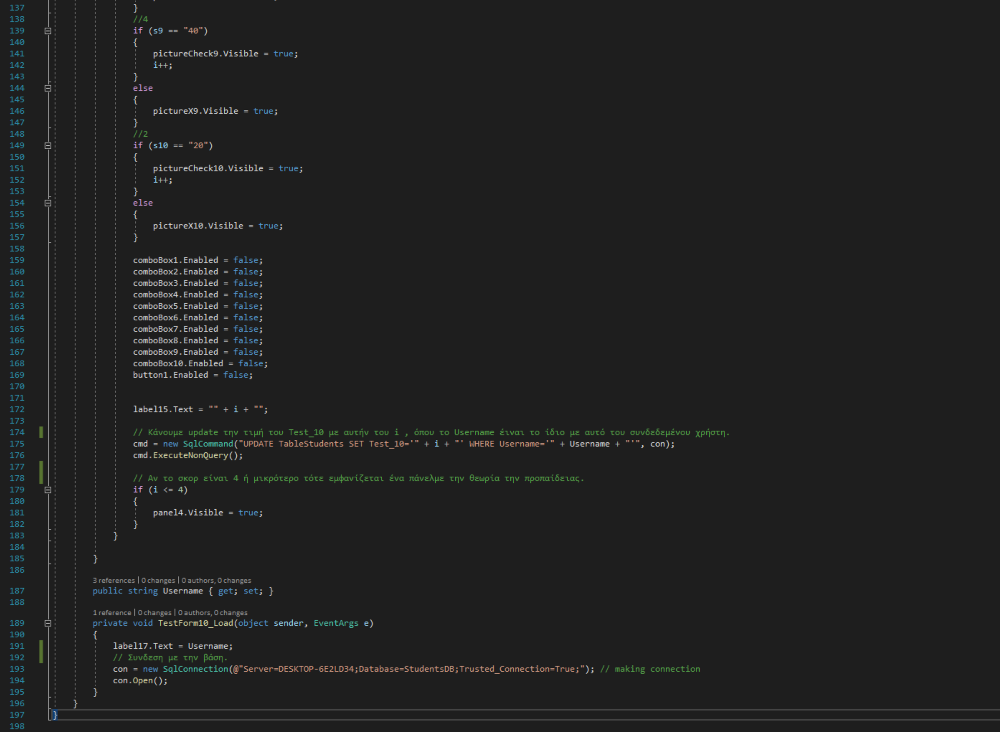 137 }
138 //4
139 if (s9 == "40")
140 {
141 pictureCheck9.Visible = true;
142 i++;
143 }
144 else
145 {
146 pictureX9.Visible = true;
147 }
148 //2
149 if (s10 == "20")
150 {
151 pictureCheck10.Visible = true;
152 i++;
153 }
154 else
155 {
156 pictureX10.Visible = true;
157 }
158
159 comboBox1.Enabled = false;
160 comboBox2.Enabled = false;
161 comboBox3.Enabled = false;
162 comboBox4.Enabled = false;
163 comboBox5.Enabled = false;
164 comboBox6.Enabled = false;
165 comboBox7.Enabled = false;
166 comboBox8.Enabled = false;
167 comboBox9.Enabled = false;
168 comboBox10.Enabled = false;
169 button1.Enabled = false;
170
171
172 label15.Text = "" + i + "";
173
174 // Κάνουμε update την τιμή του Test_10 με αυτήν του i , όπου το Username έιναι το ίδιο με αυτό του συνδεδεμένου χρήστη.
175 cmd = new SqlCommand("UPDATE TableStudents SET Test_10='" + i + "' WHERE Username='" + Username + "'", con);
176 cmd.ExecuteNonQuery();
177
178 // Αν το σκορ είναι 4 ή μικρότερο τότε εμφανίζεται ένα πάνελμε την θεωρία την προπαίδειας.
179 if (i <= 4)
180 {
181 panel4.Visible = true;
182 }
183 }
184
185 }
186
3 references | 0 changes | 0 authors, 0 changes
187 public string Username { get; set; }
188
1 reference | 0 changes | 0 authors, 0 changes
189 private void TestForm10_Load(object sender, EventArgs e)
190 {
191 label17.Text = Username;
192 // Συνδεση με την βάση.
193 con = new SqlConnection(@"Server=DESKTOP-6E2LD34;Database=StudentsDB;Trusted_Connection=True;"); // making connection
194 con.Open();
195 }
196 }
197 }
198